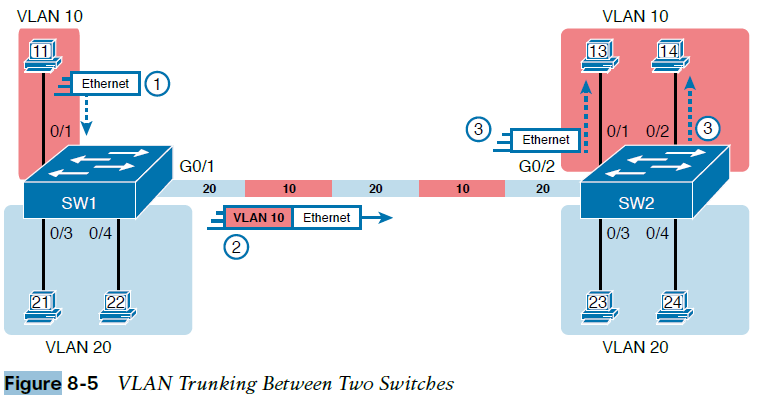 VLAN 10
VLAN 10
11
13
14
Ethernet
1
3
Ethernet
3
0/1
0/1
0/2
G0/1
G0/2
20
10
20
10
20
SW1
SW2
VLAN 10
Ethernet
0/3
0/4
2
0/3
0/4
21
22
23
24
VLAN 20
VLAN 20
Figure 8-5 VLAN Trunking Between Two Switches